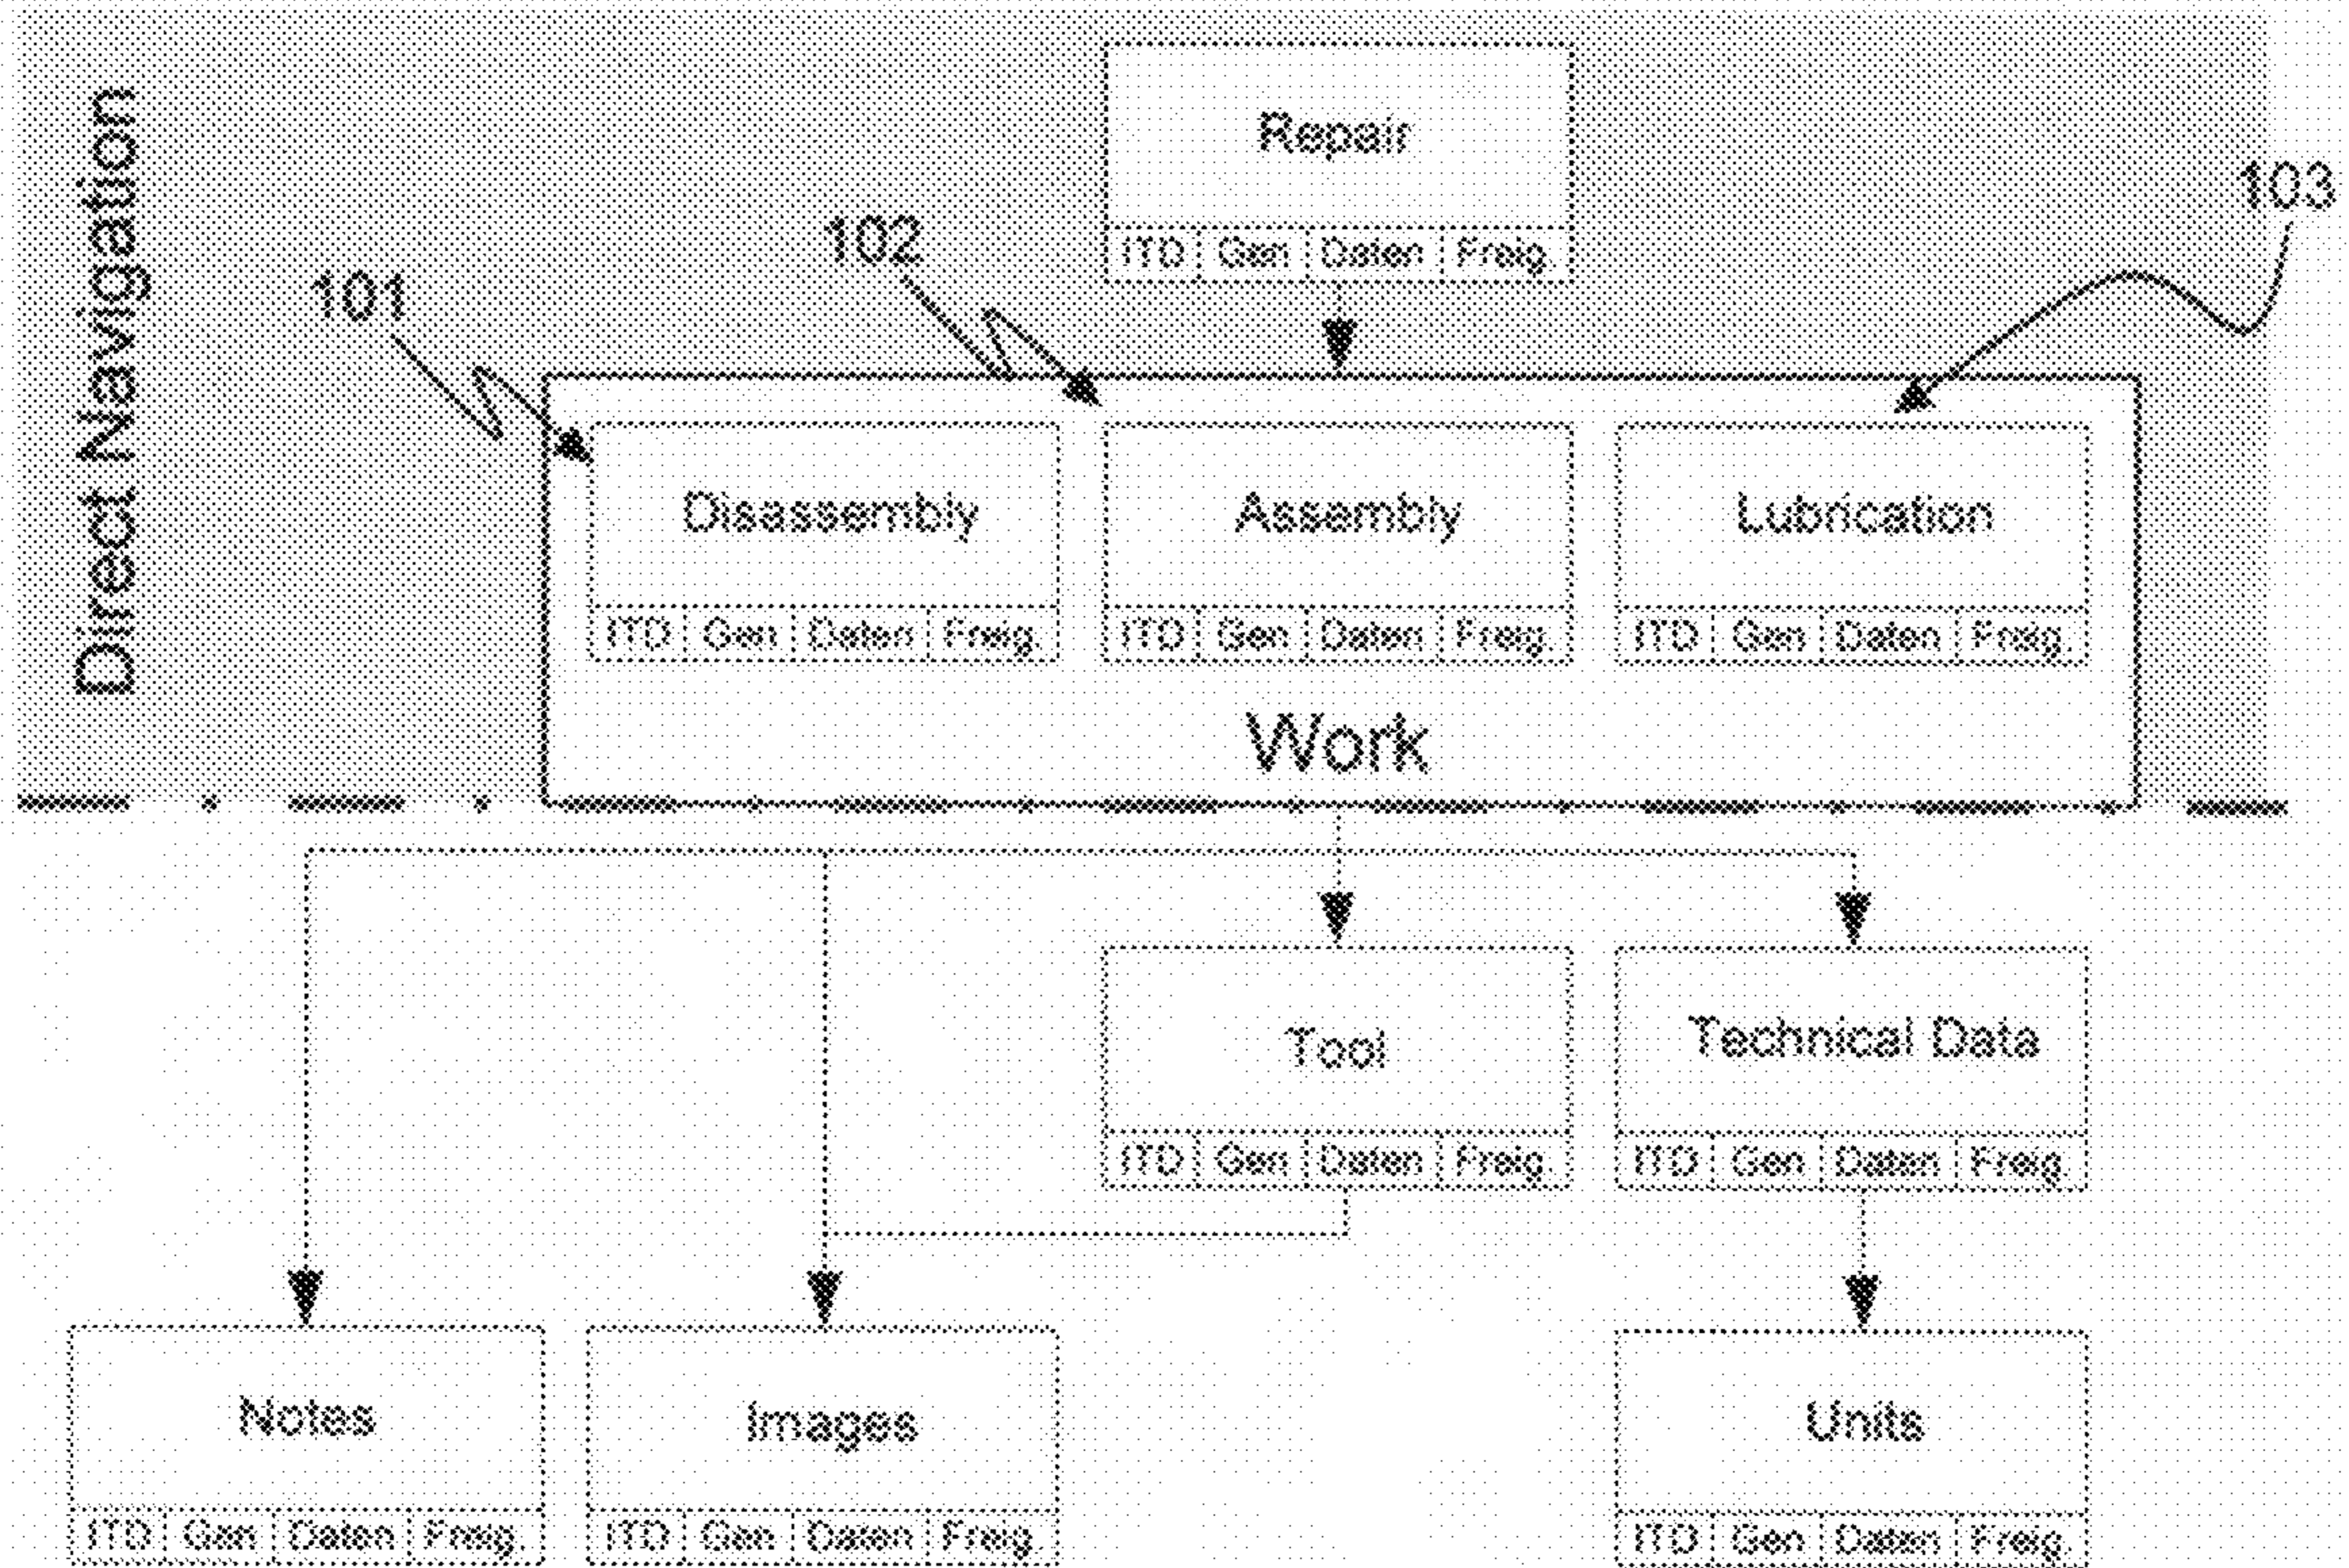 Direct Navigation
Repair
ITD Gen Daten Freig.
101
102
103
Disassembly
Assembly
Lubrication
ITD Gen Daten Freig.
ITD Gen Daten Freig.
ITD Gen Daten Freig.
Work
Tool
Technical Data
ITD Gen Daten Freig.
ITD Gen Daten Freig.
Notes
Images
Units
ITD Gen Daten Freig.
ITD Gen Daten Freig.
ITD Gen Daten Freig.